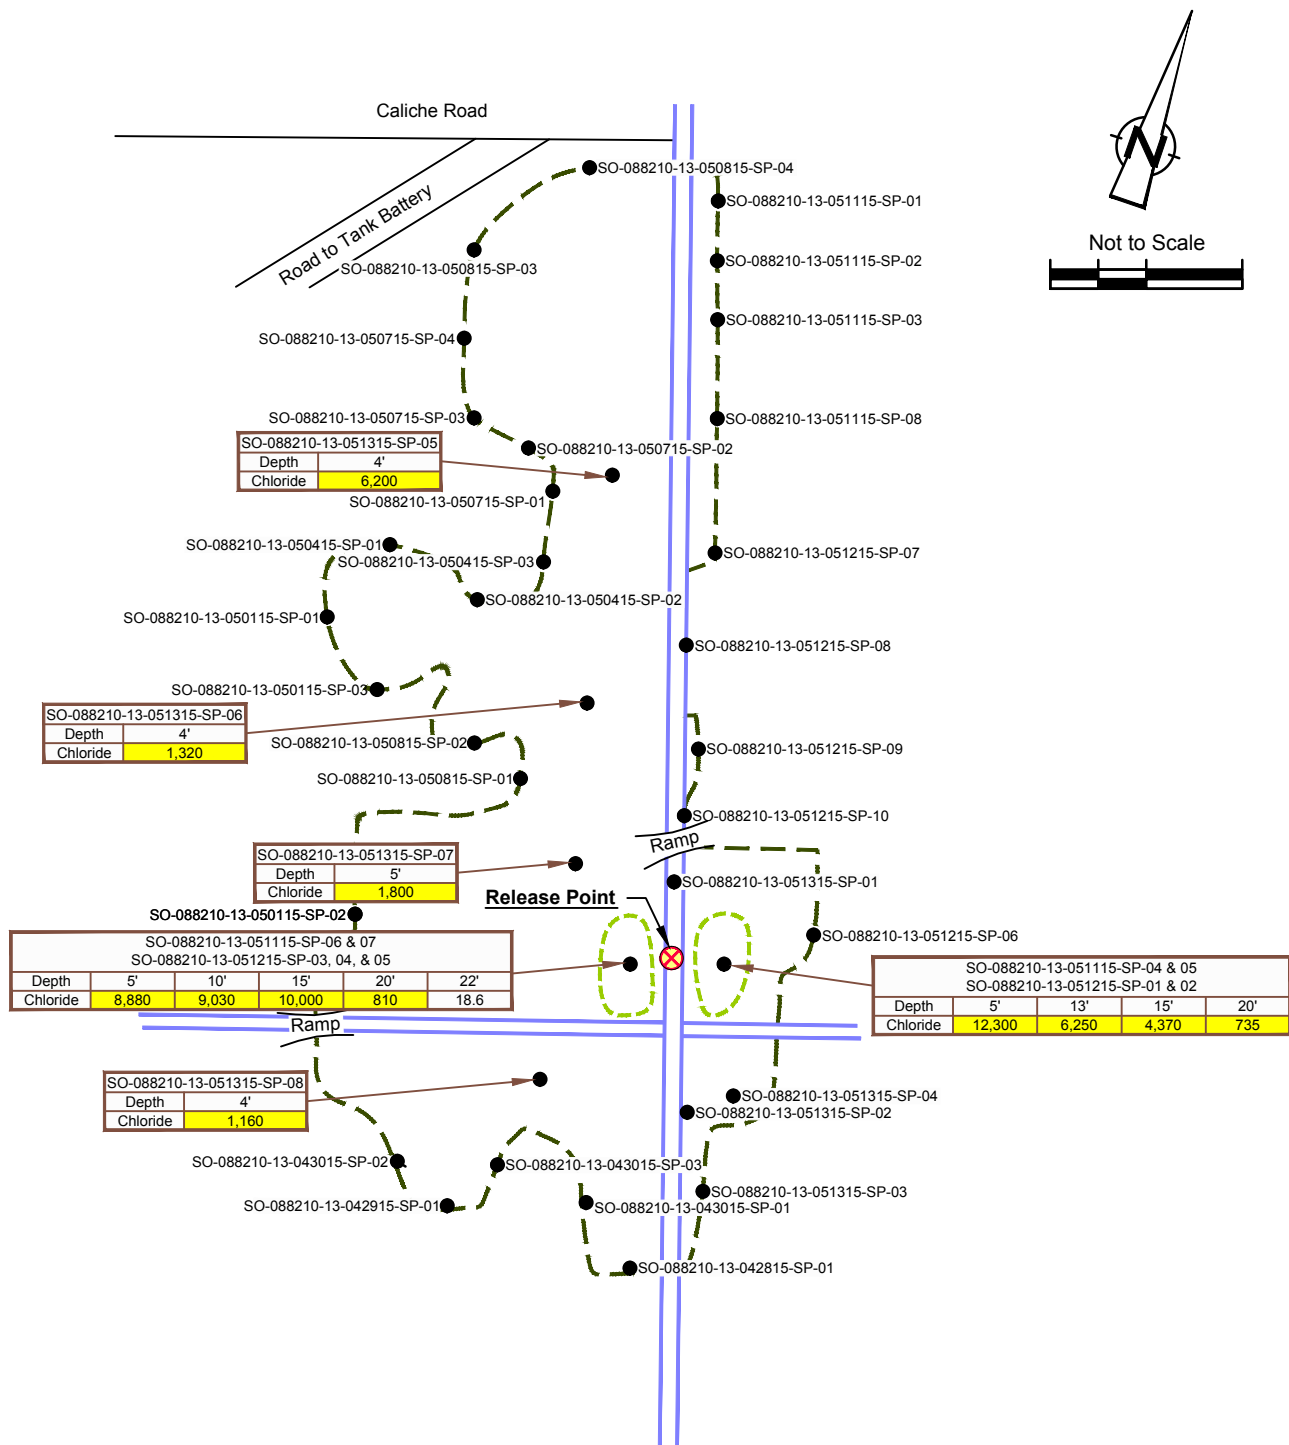 Caliche Road
Road to Tank Battery
N
Not to Scale
SO-088210-13-050815-SP-04
SO-088210-13-051115-SP-01
SO-088210-13-051115-SP-02
SO-088210-13-050815-SP-03
SO-088210-13-051115-SP-03
SO-088210-13-050715-SP-04
SO-088210-13-050715-SP-03
SO-088210-13-051115-SP-08
SO-088210-13-051315-SP-05
Depth 4'
Chloride 6,200
SO-088210-13-050715-SP-02
SO-088210-13-050715-SP-01
SO-088210-13-050415-SP-01
SO-088210-13-050415-SP-03
SO-088210-13-051215-SP-07
SO-088210-13-050415-SP-02
SO-088210-13-050115-SP-01
SO-088210-13-051215-SP-08
SO-088210-13-050115-SP-03
SO-088210-13-051315-SP-06
Depth 4'
Chloride 1,320
SO-088210-13-050815-SP-02
SO-088210-13-051215-SP-09
SO-088210-13-050815-SP-01
SO-088210-13-051215-SP-10
Ramp
SO-088210-13-051315-SP-07
Depth 5'
Chloride 1,800
SO-088210-13-051315-SP-01
Release Point
SO-088210-13-050115-SP-02
SO-088210-13-051215-SP-06
SO-088210-13-051115-SP-06 & 07
SO-088210-13-051215-SP-03, 04, & 05
Depth 5' 10' 15' 20' 22'
Chloride 8,880 9,030 10,000 810 18.6
SO-088210-13-051115-SP-04 & 05
SO-088210-13-051215-SP-01 & 02
Depth 5' 13' 15' 20'
Chloride 12,300 6,250 4,370 735
Ramp
SO-088210-13-051315-SP-08
Depth 4'
Chloride 1,160
SO-088210-13-051315-SP-04
SO-088210-13-051315-SP-02
SO-088210-13-043015-SP-02
SO-088210-13-043015-SP-03
SO-088210-13-051315-SP-03
SO-088210-13-042915-SP-01
SO-088210-13-043015-SP-01
SO-088210-13-042815-SP-01